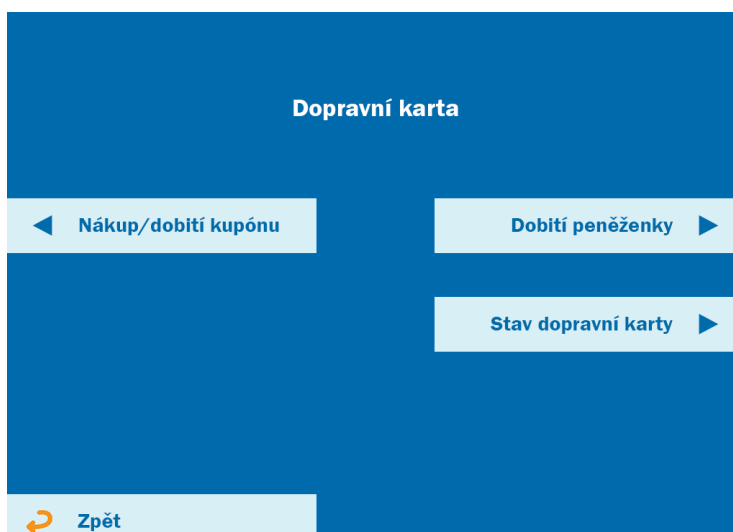 Dopravní karta
Nákup/dobití kupónu
Dobití peněženky
Stav dopravní karty
Zpět